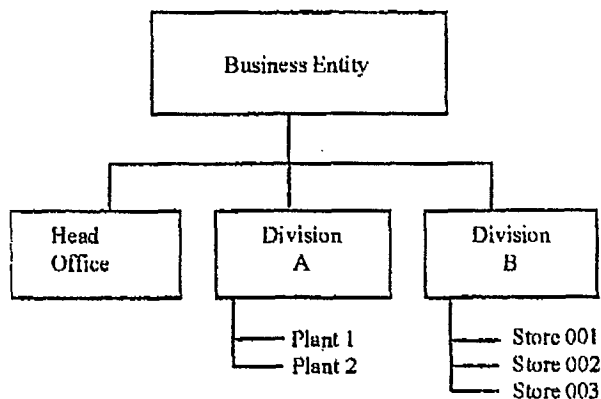 Business Entity
Head
Office
Division
A
Division
B
Plant 1
Plant 2
Store 001
Store 002
Store 003